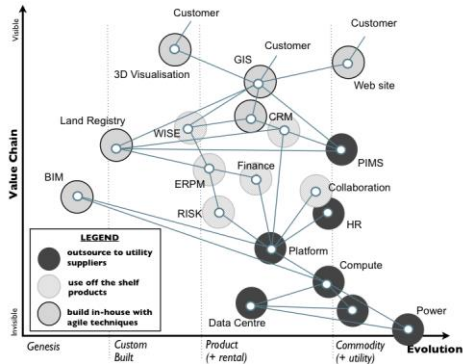 Customer
Customer
Customer
Visible
3D Visualisation
GIS
Web site
Land Registry
WISE
CRM
PIMS
Value Chain
BIM
ERPM
Finance
Collaboration
RISK
HR
Platform
LEGEND
outsource to utility
suppliers
use off the shelf
products
build in-house with
agile techniques
Compute
Data Centre
Power
Invisible
Genesis
Custom
Built
Product
(+ rental)
Commodity
(+ utility)
Evolution